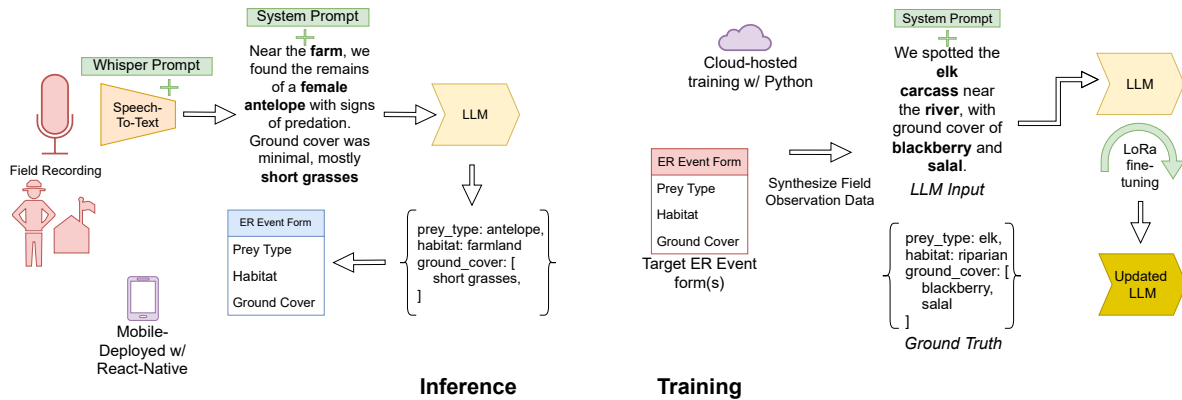 System Prompt
Near the farm, we
found the remains
of a female
antelope with signs
of predation.
Ground cover was
minimal, mostly
short grasses
Whisper Prompt
Speech-
To-Text
LLM
Field Recording
prey_type: antelope,
habitat: farmland
ground_cover: [
short grasses,
]
ER Event Form
Prey Type
Habitat
Ground Cover
Mobile-
Deployed w/
React-Native
Inference
Cloud-hosted
training w/ Python
ER Event Form
Prey Type
Habitat
Ground Cover
Target ER Event
form(s)
Synthesize Field
Observation Data
System Prompt
We spotted the
elk
carcass near
the river, with
ground cover of
blackberry and
salal.
LLM Input
LLM
LoRa
fine-
tuning
Updated
LLM
prey_type: elk,
habitat: riparian
ground_cover: [
blackberry,
salal
]
Ground Truth
Training